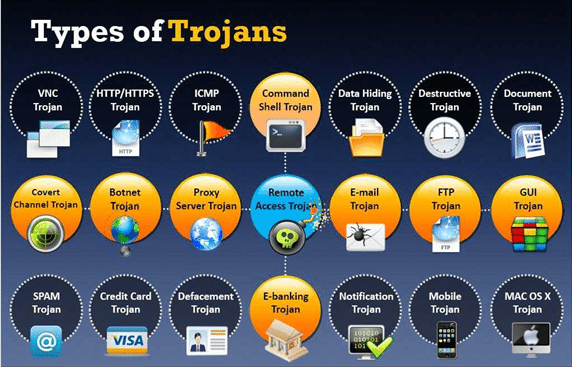 Types of Trojans
VNC
Trojan
HTTP/HTTPS
Trojan
HTTP
ICMP
Trojan
Command
Shell Trojan
Data Hiding
Trojan
Destructive
Trojan
Document
Trojan
W
Covert
Channel Trojan
Botnet
Trojan
Proxy
Server Trojan
Remote
Access Trojan
E-mail
Trojan
FTP
Trojan
FTP
GUI
Trojan
SPAM
Trojan
@
Credit Card
Trojan
VISA
Defacement
Trojan
E-banking
Trojan
Notification
Trojan
Mobile
Trojan
MAC OS X
Trojan